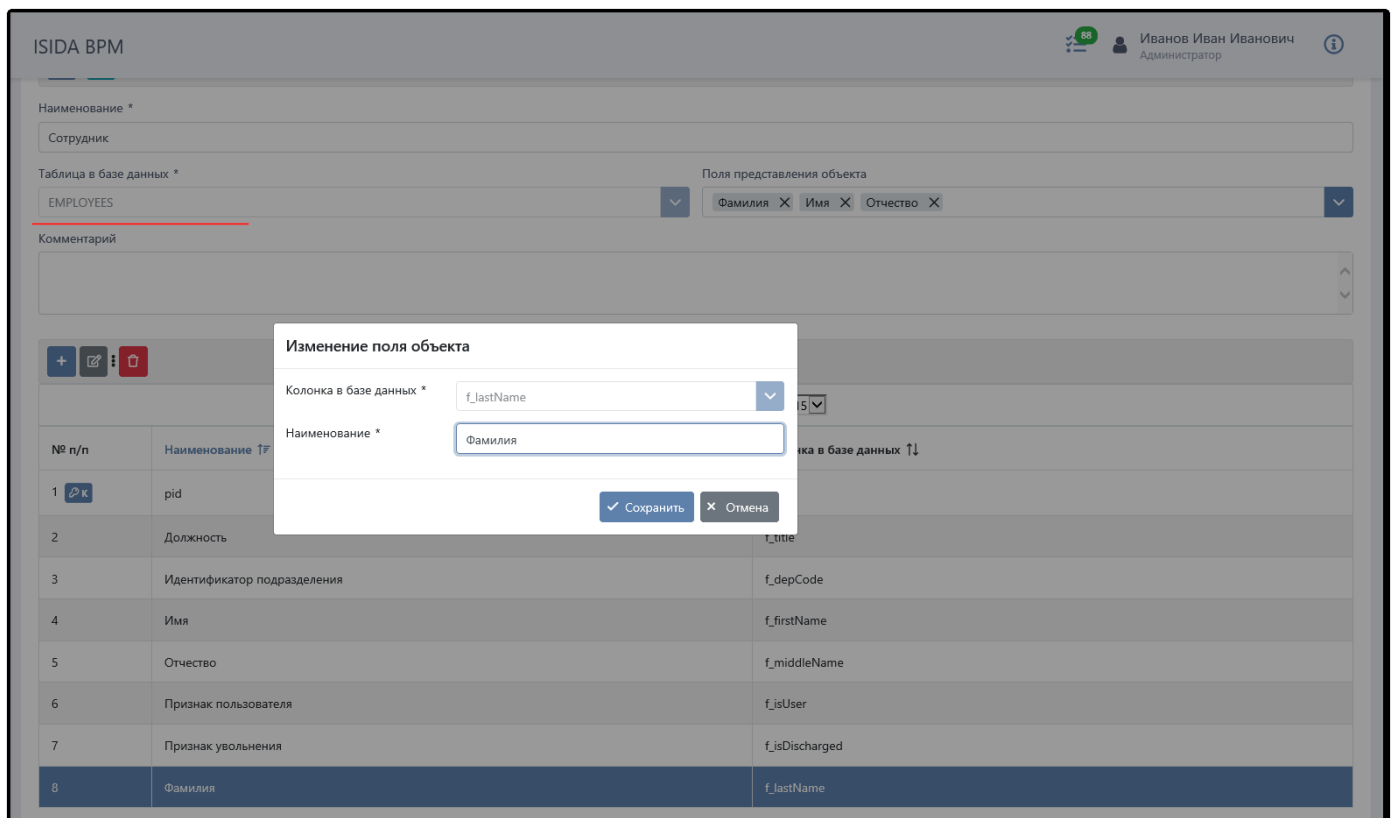 ISIDA BPM
88
Иванов Иван Иванович
Администратор
Наименование *
Сотрудник
Таблица в базе данных *
Поля представления объекта
EMPLOYEES
Фамилия
Имя
Отчество
Комментарий
Изменение поля объекта
Колонка в базе данных *
f_lastName
Наименование *
Фамилия
Сохранить
Отмена
15
№ п/п
Наименование
нка в базе данных
1 К
pid
2
Должность
f_title
3
Идентификатор подразделения
f_depCode
4
Имя
f_firstName
5
Отчество
f_middleName
6
Признак пользователя
f_isUser
7
Признак увольнения
f_isDischarged
8
Фамилия
f_lastName